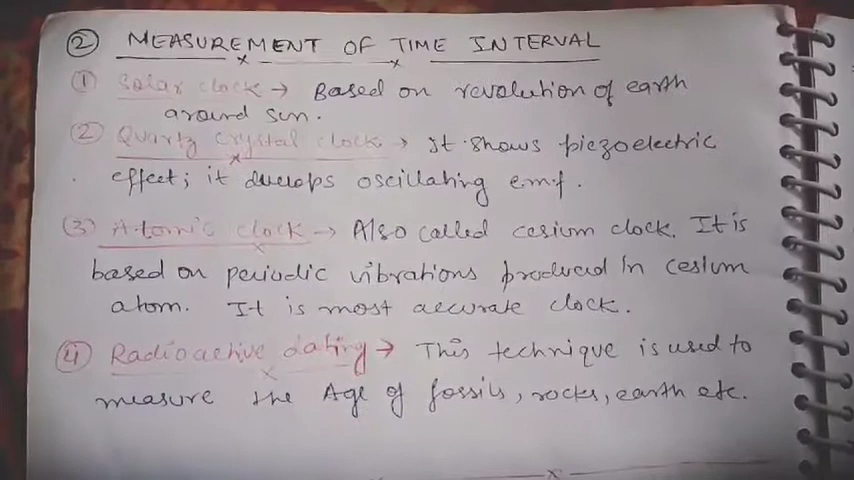 ② MEASUREMENT OF TIME INTERVAL
① Solar clock → Based on revolution of earth
around sun.
② Quartz crystal clock → It shows piezoelectric
effect; it develops oscillating e.m.f.
③ Atomic clock → Also called cesium clock. It is
based on periodic vibrations produced in cesium
atom. It is most accurate clock.
④ Radioactive dating → This technique is used to
measure the Age of fossils, rocks, earth etc.